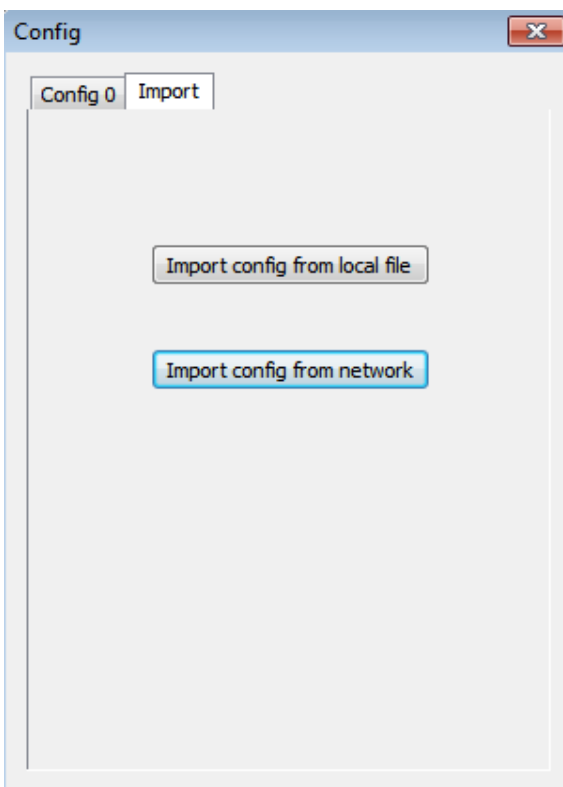 Config
Config 0
Import
Import config from local file
Import config from network